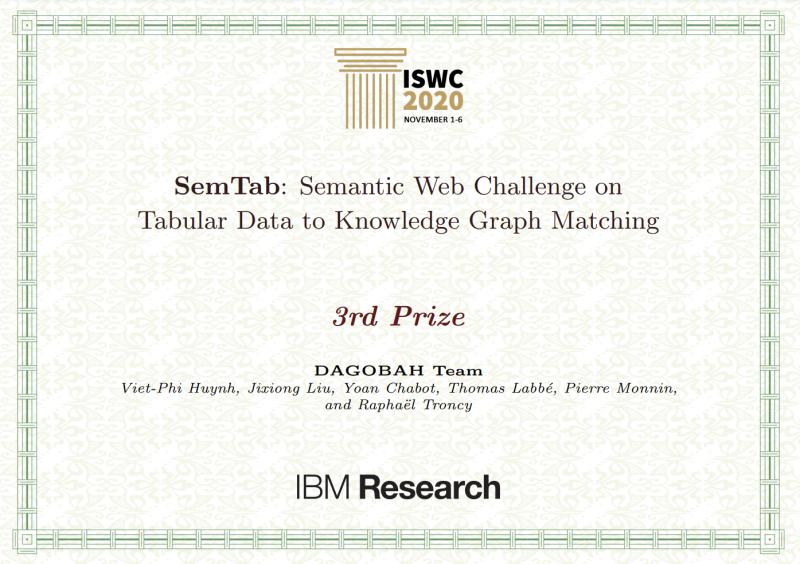 ISWC
2020
NOVEMBER 1-6
SemTab: Semantic Web Challenge on
Tabular Data to Knowledge Graph Matching
3rd Prize
DAGOBAH Team
Viet-Phi Huynh, Jixiong Liu, Yoan Chabot, Thomas Labbé, Pierre Monnin,
and Raphaël Troncy
IBM Research